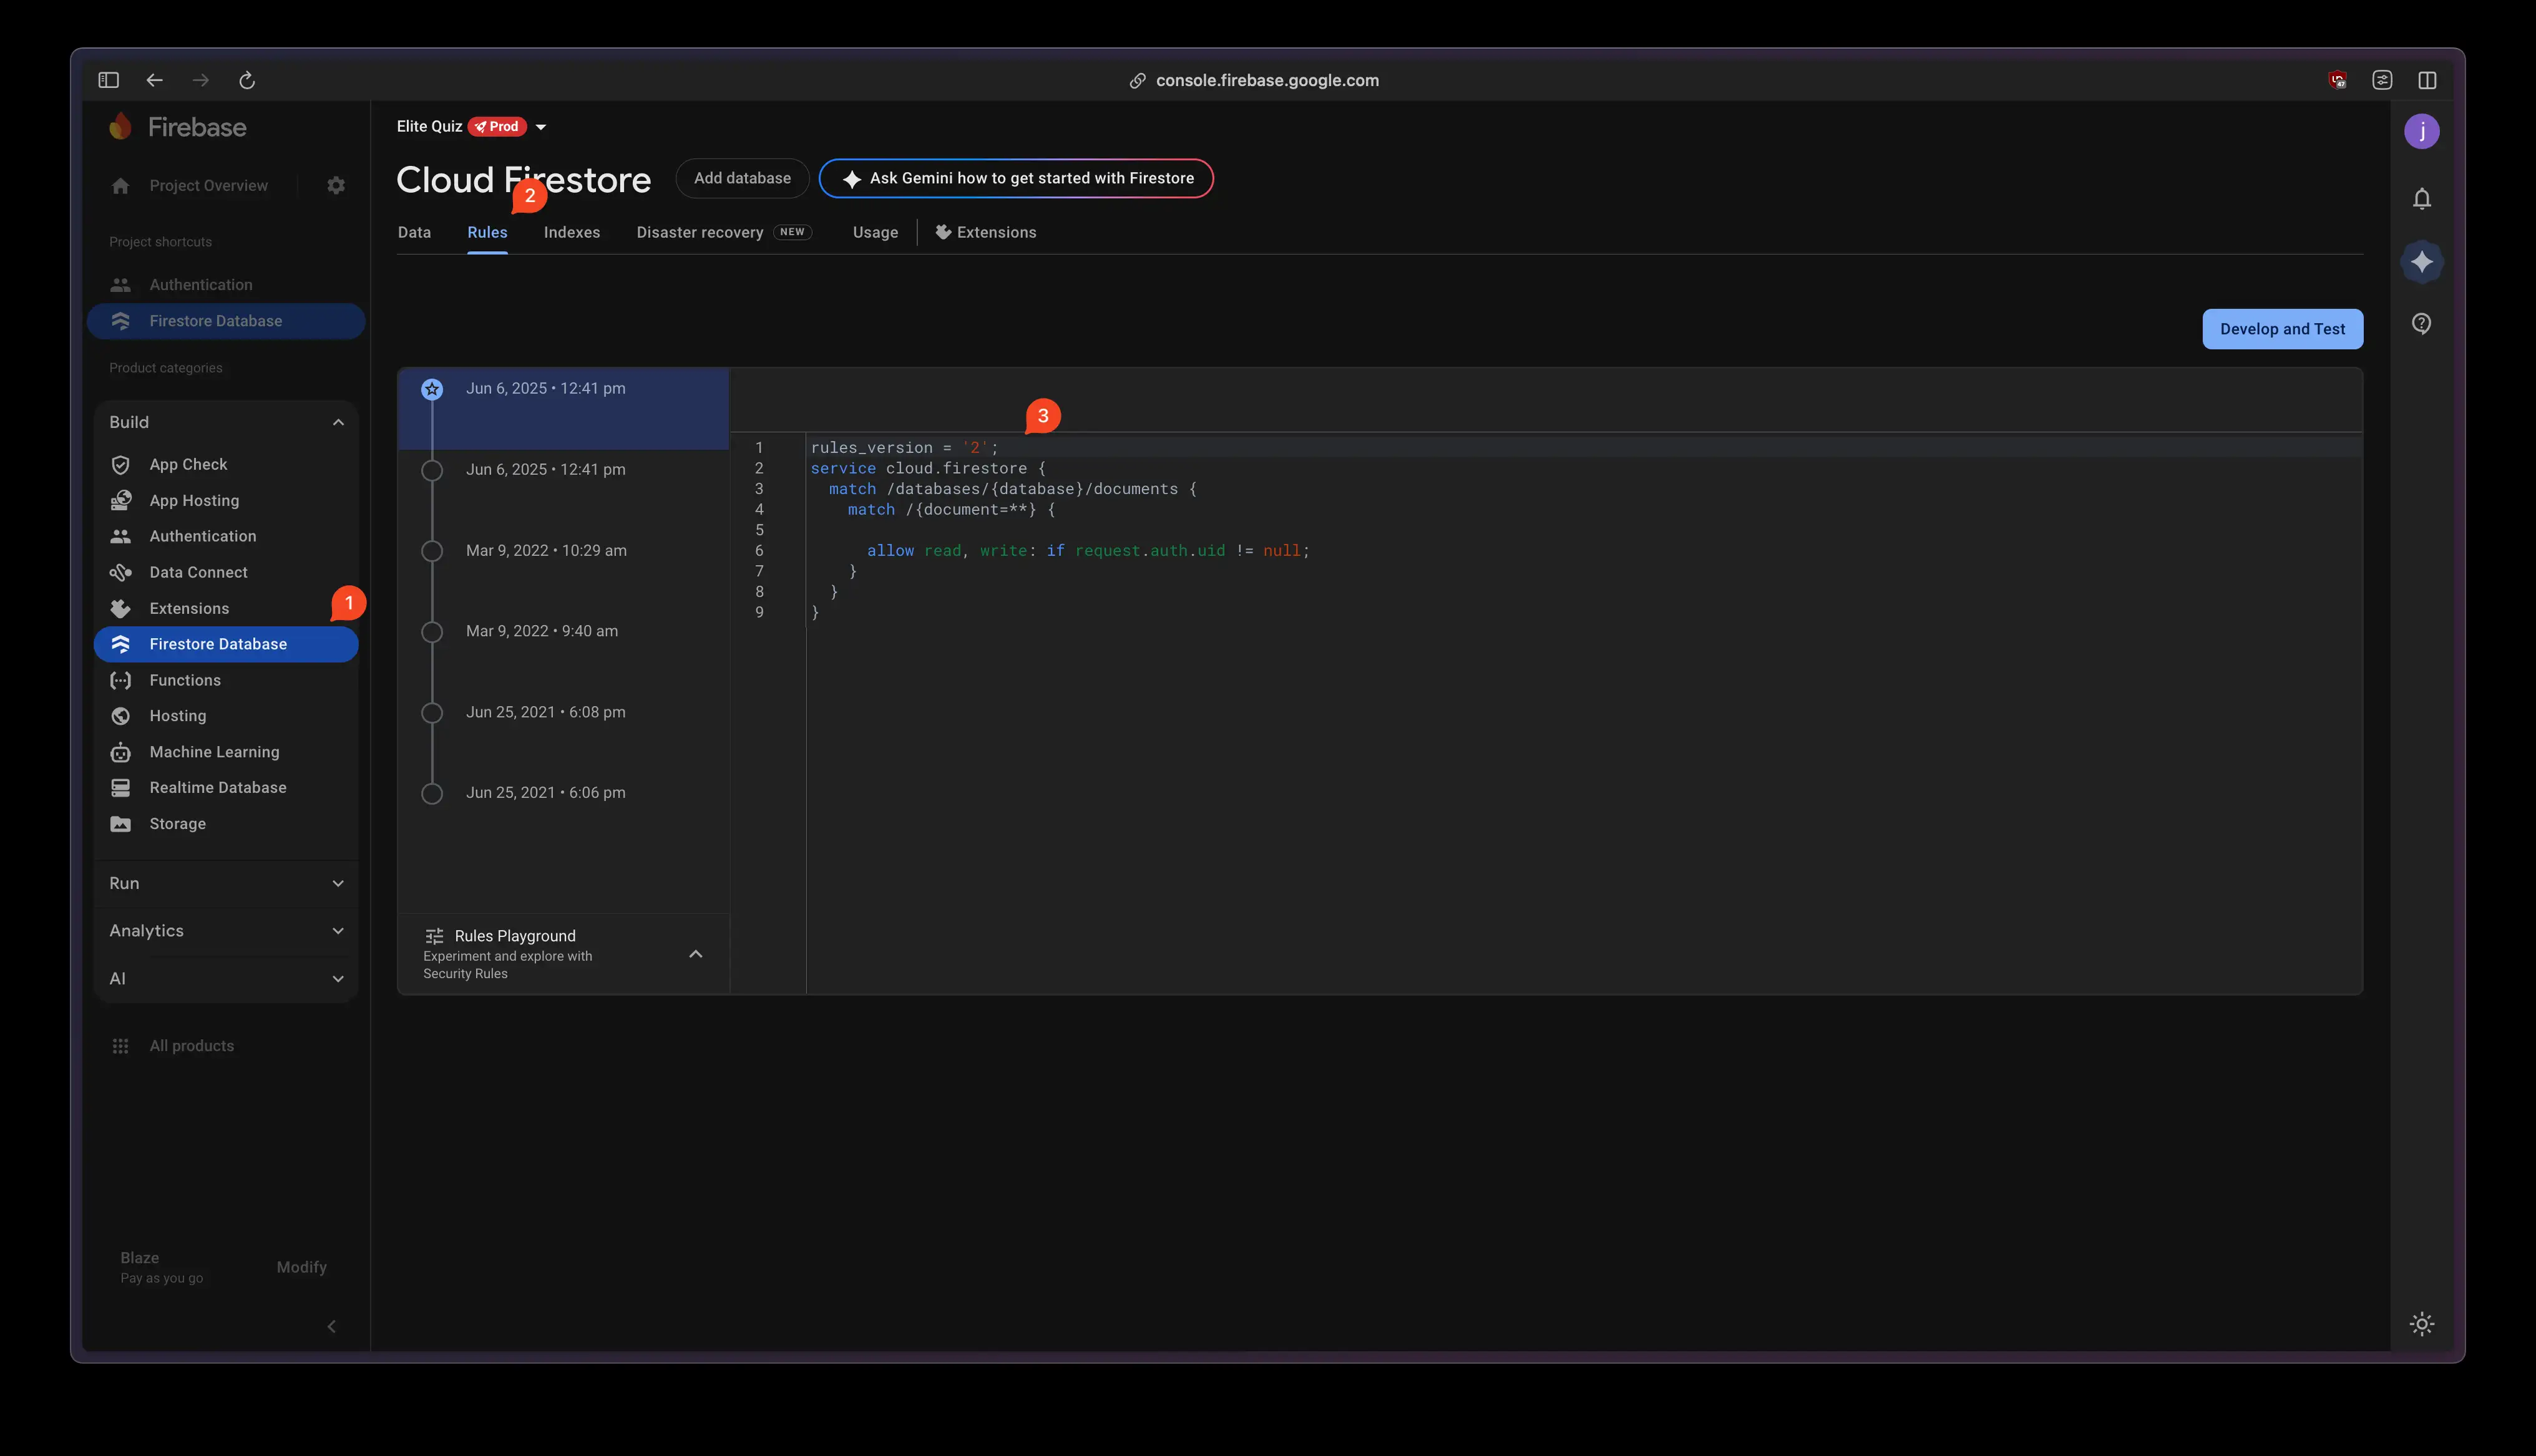 console.firebase.google.com
Firebase
Project Overview
Project shortcuts
Authentication
Firestore Database
Product categories
Build
App Check
App Hosting
Authentication
Data Connect
Extensions
1
Firestore Database
Functions
Hosting
Machine Learning
Realtime Database
Storage
Run
Analytics
AI
All products
Blaze
Pay as you go
Modify
Elite Quiz Prod
Cloud Firestore
2
Add database
Ask Gemini how to get started with Firestore
Data Rules Indexes Disaster recovery NEW Usage Extensions
Develop and Test
Jun 6, 2025 • 12:41 pm
Jun 6, 2025 • 12:41 pm
Mar 9, 2022 • 10:29 am
Mar 9, 2022 • 9:40 am
Jun 25, 2021 • 6:08 pm
Jun 25, 2021 • 6:06 pm
Rules Playground
Experiment and explore with
Security Rules
3
1 rules_version = '2';
2 service cloud.firestore {
3 match /databases/{database}/documents {
4 match /{document=**} {
5
6 allow read, write: if request.auth.uid != null;
7 }
8 }
9 }
j